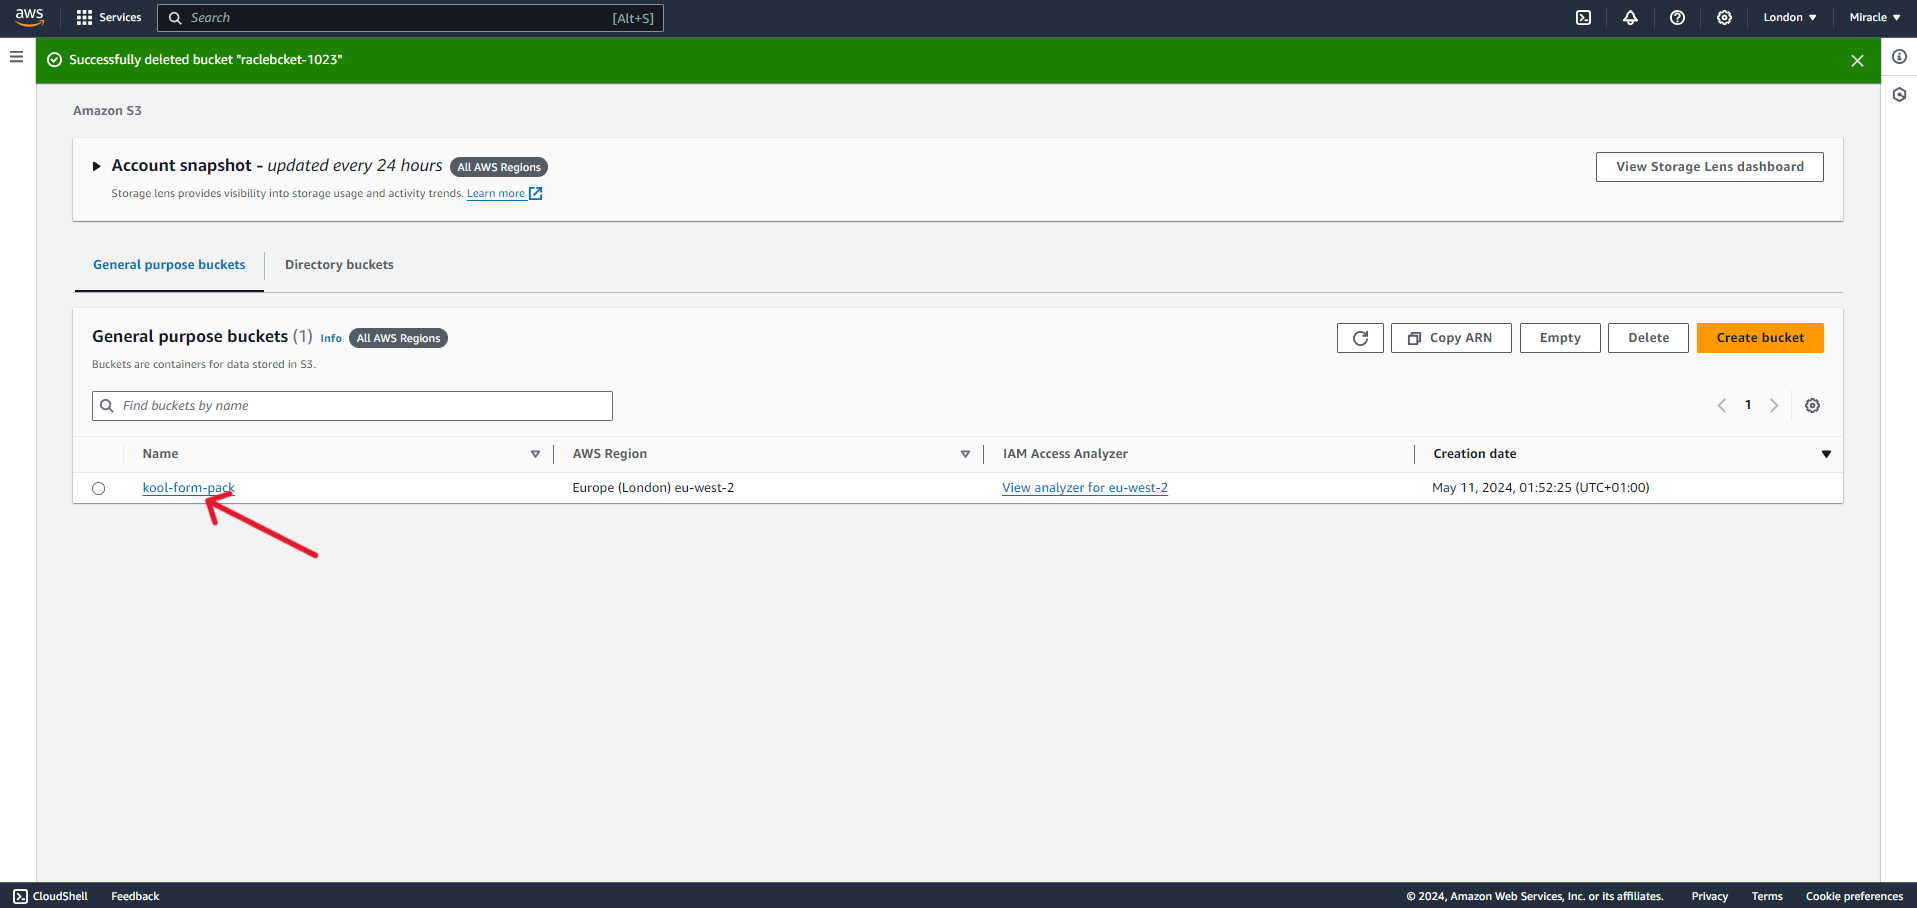 aws Services Search [Alt+S] London Miracle
Successfully deleted bucket "raclebcket-1023"
Amazon S3
Account snapshot - updated every 24 hours All AWS Regions View Storage Lens dashboard
Storage lens provides visibility into storage usage and activity trends. Learn more
General purpose buckets Directory buckets
General purpose buckets (1) Info All AWS Regions Copy ARN Empty Delete Create bucket
Buckets are containers for data stored in S3.
Find buckets by name 1
Name AWS Region IAM Access Analyzer Creation date
kool-form-pack Europe (London) eu-west-2 View analyzer for eu-west-2 May 11, 2024, 01:52:25 (UTC+01:00)
CloudShell Feedback © 2024, Amazon Web Services, Inc. or its affiliates. Privacy Terms Cookie preferences